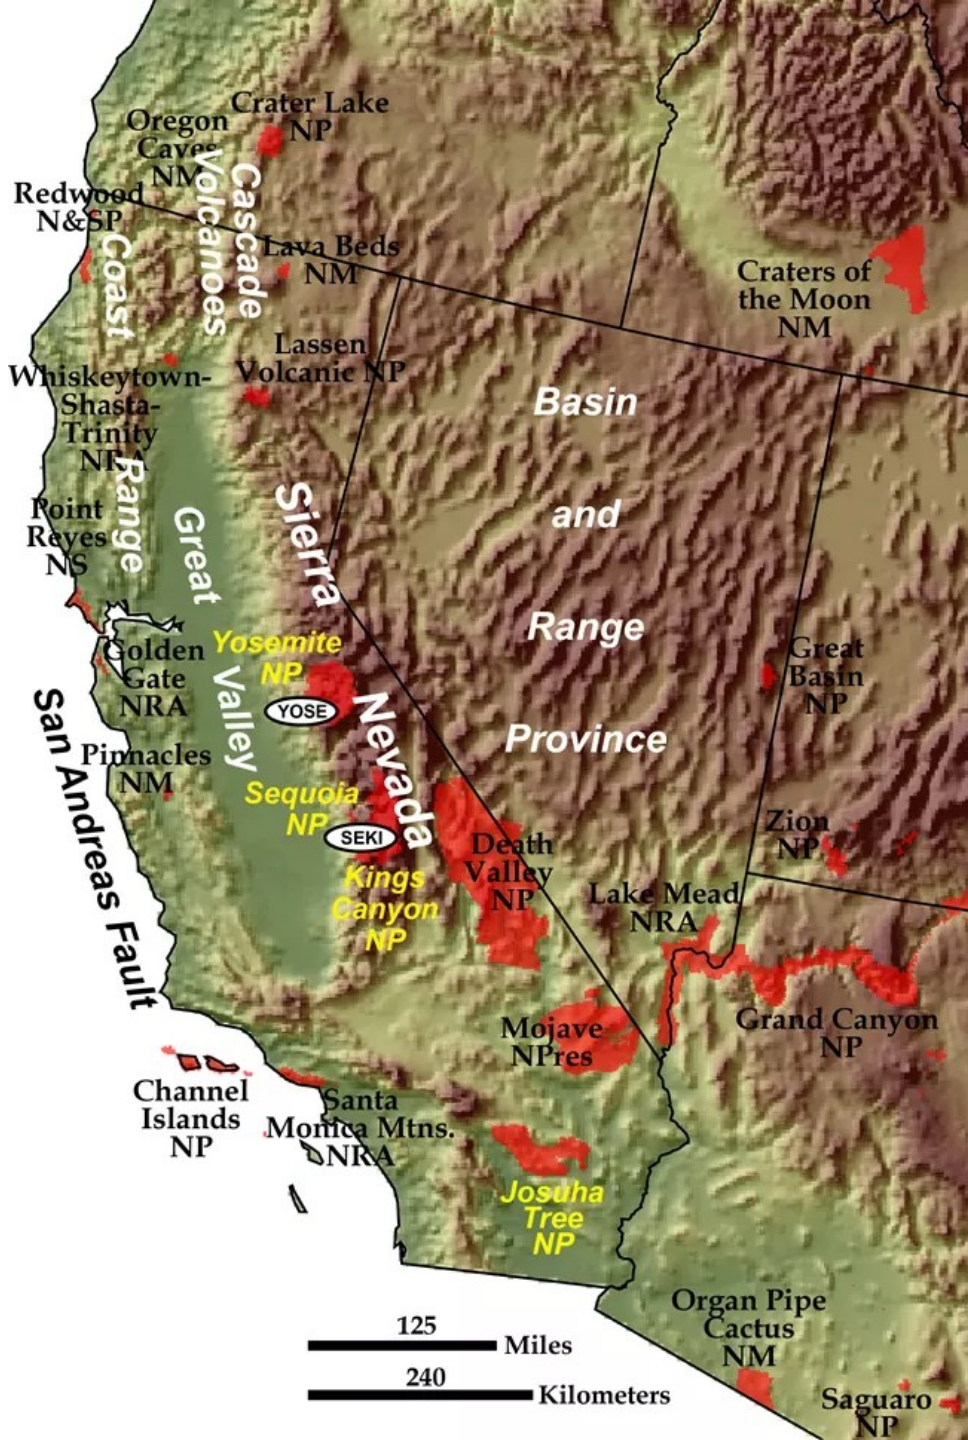 Crater Lake
NP
Oregon
Caves
NM
Cascade
Volcanoes
Redwood
N&SP
Coast
Range
Lava Beds
NM
Craters of
the Moon
NM
Lassen
Volcanic NP
Whiskeytown-
Shasta-
Trinity
NRA
Basin
and
Range
Province
Sierra
Nevada
Great
Valley
Point
Reyes
NS
Yosemite
NP
YOSE
Golden
Gate
NRA
Great
Basin
NP
San Andreas Fault
Pinnacles
NM
Sequoia
NP
SEKI
Kings
Canyon
NP
Death
Valley
NP
Zion
NP
Lake Mead
NRA
Mojave
NPres
Grand Canyon
NP
Channel
Islands
NP
Santa
Monica Mtns.
NRA
Josuha
Tree
NP
Organ Pipe
Cactus
NM
Saguaro
NP
125
Miles
240
Kilometers